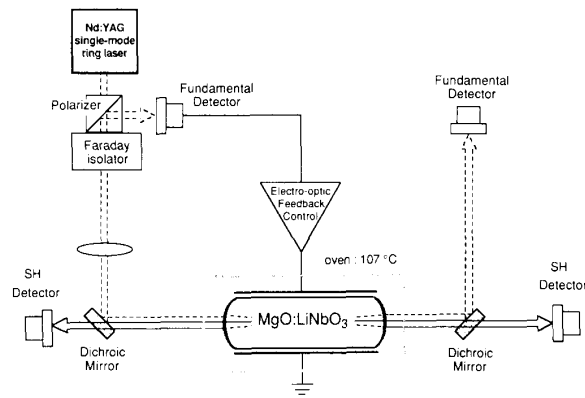 Nd:YAG
single-mode
ring laser
Polarizer
Fundamental
Detector
Faraday
isolator
Fundamental
Detector
Electro-optic
Feedback
Control
oven : 107 °C
SH
Detector
SH
Detector
MgO:LiNbO₃
Dichroic
Mirror
Dichroic
Mirror